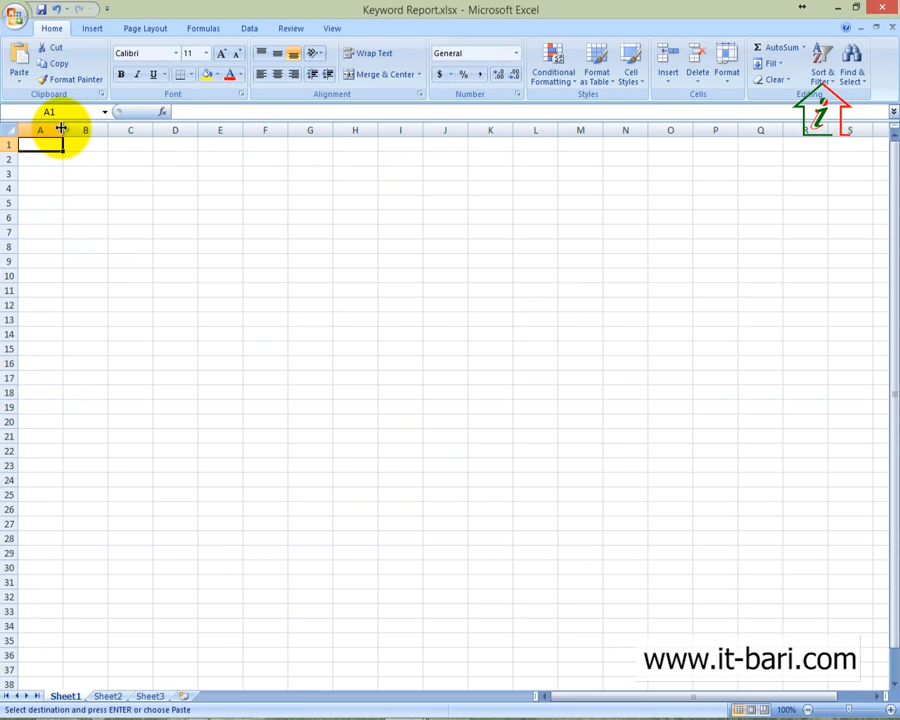 Keyword Report.xlsx - Microsoft Excel
Home Insert Page Layout Formulas Data Review View
Paste
Cut
Copy
Format Painter
Clipboard
Calibri 11
B I U
Font
Wrap Text
Merge & Center
Alignment
General
$ % ,
Number
Conditional Formatting
Format as Table
Cell Styles
Styles
Insert Delete Format
Cells
Σ AutoSum
Fill
Clear
Sort & Filter
Find & Select
Editing
A1 fx
A B C D E F G H I J K L M N O P Q R S
1
2
3
4
5
6
7
8
9
10
11
12
13
14
15
16
17
18
19
20
21
22
23
24
25
26
27
28
29
30
31
32
33
34
35
36
37
38
www.it-bari.com
Sheet1 Sheet2 Sheet3
Select destination and press ENTER or choose Paste
100%